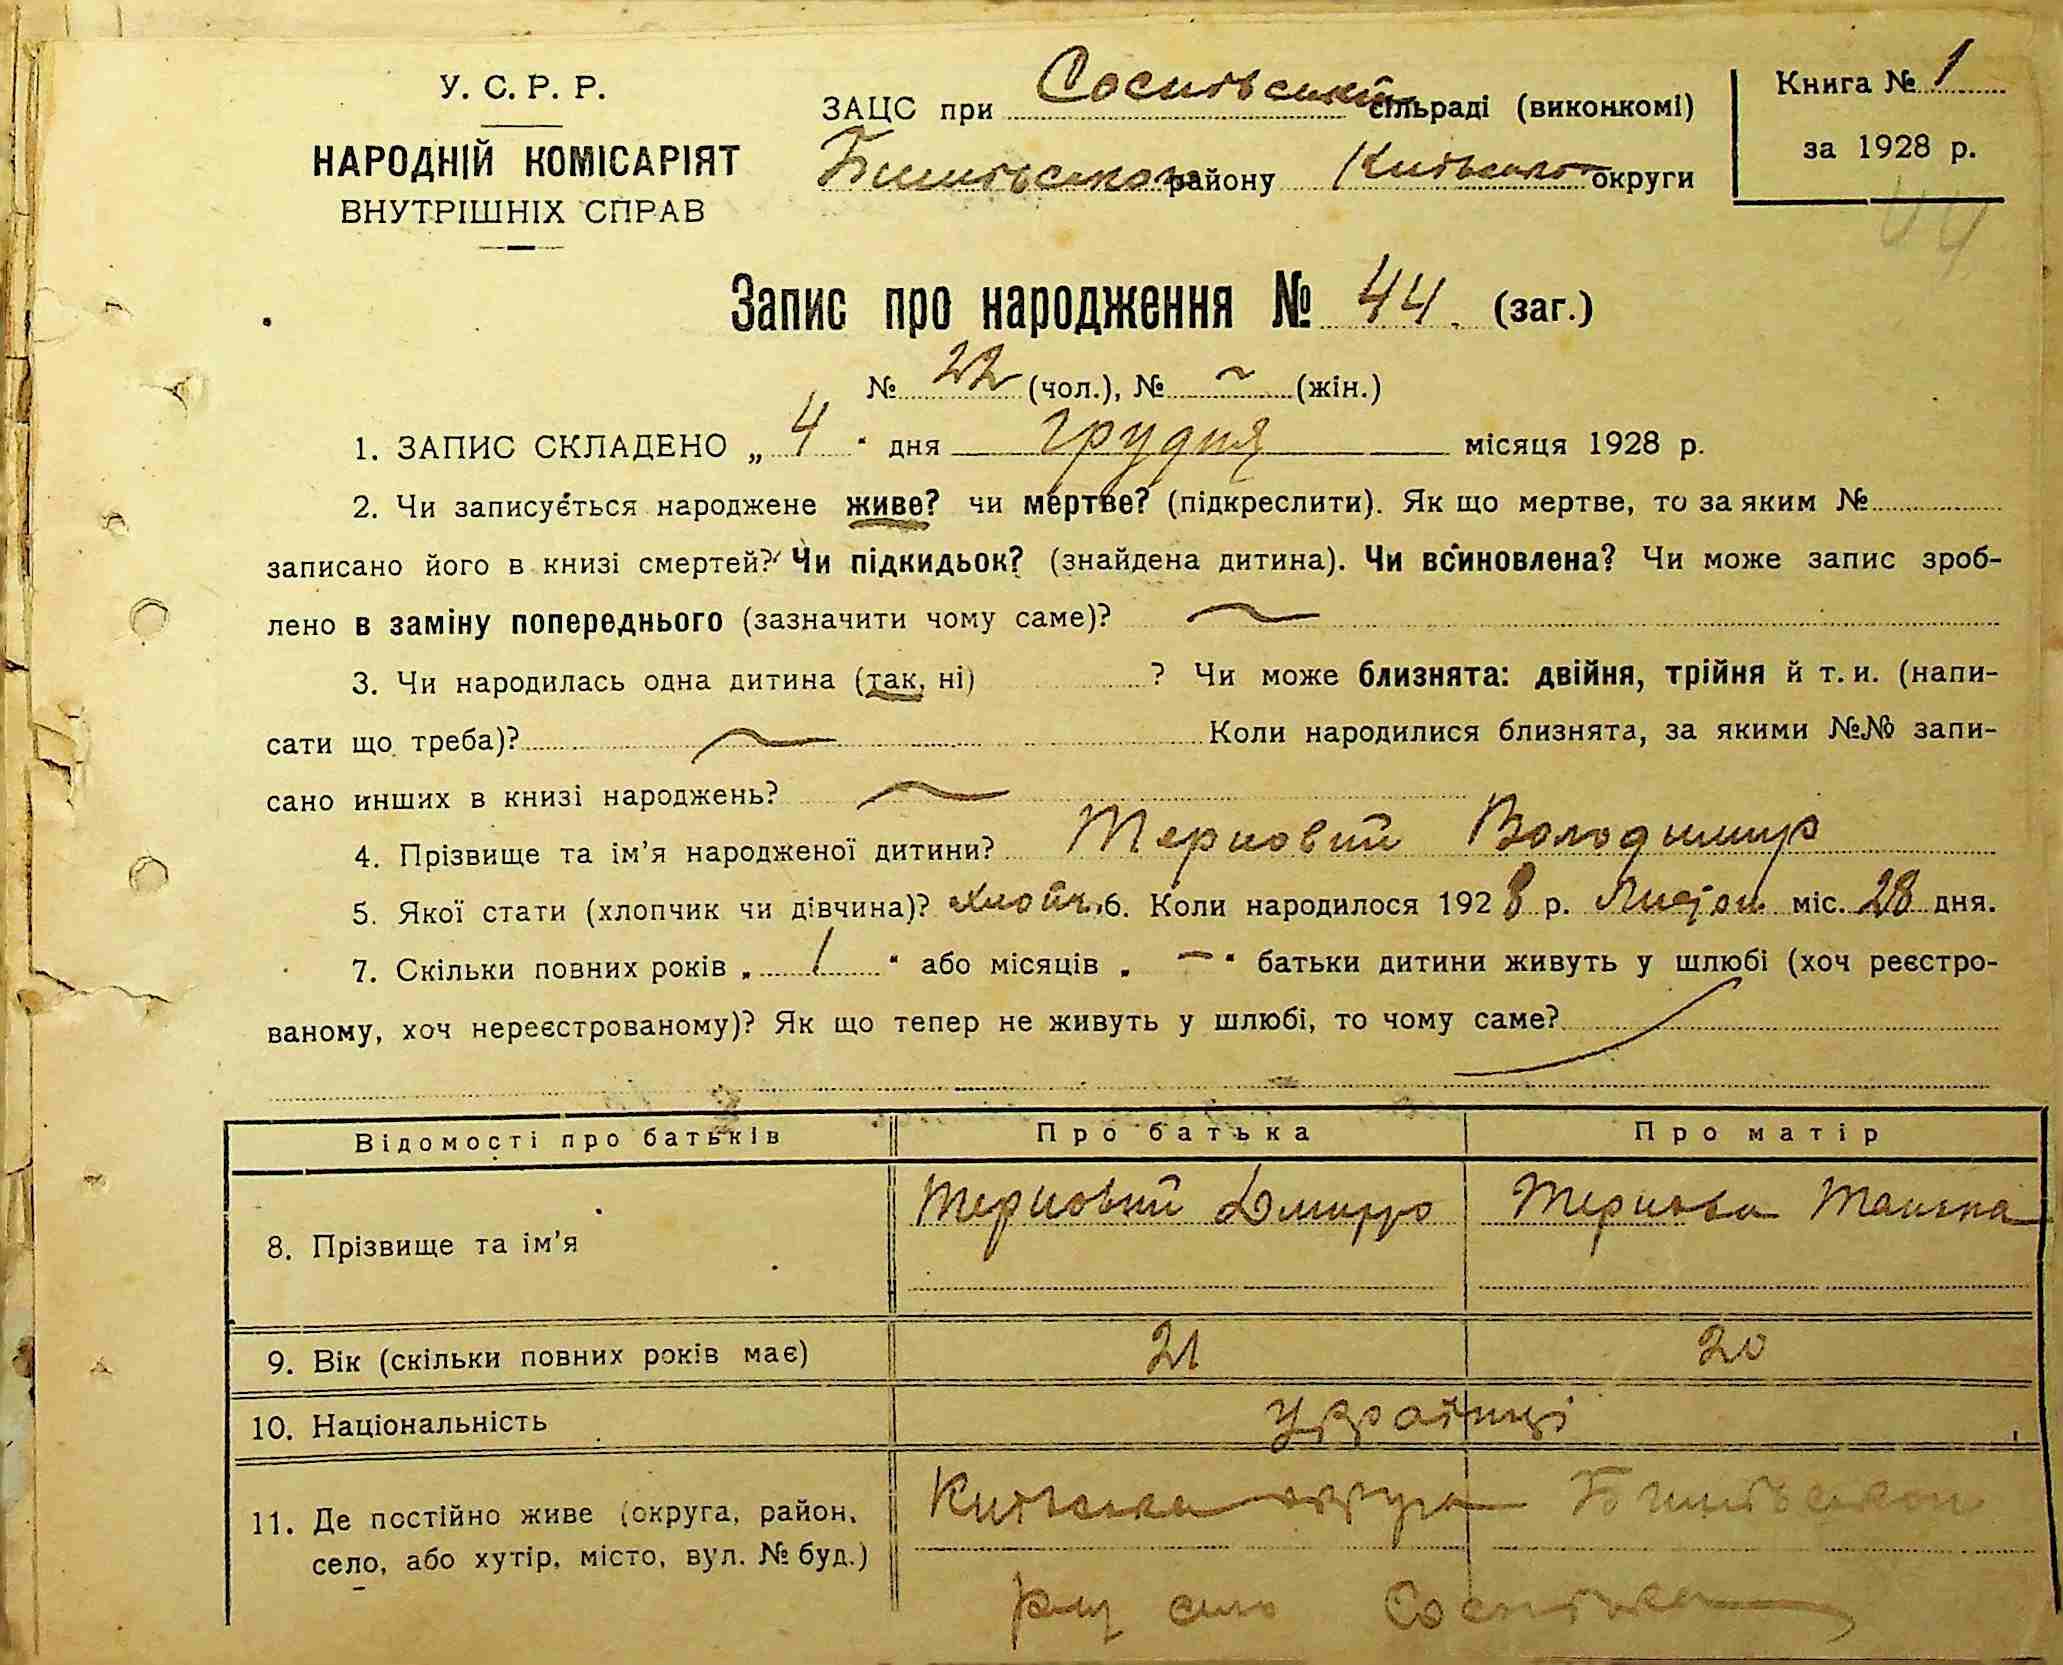 У. С. Р. Р.
НАРОДНІЙ КОМІСАРІЯТ
ВНУТРІШНІХ СПРАВ
ЗАЦС при Соснівській сільраді (виконкомі)
району Київської округи
Книга № 1
за 1928 р.
44
Запис про народження № 44. (заг.)
№ 22 (чол.), № ~ (жін.)
1. ЗАПИС СКЛАДЕНО „ 4 " дня грудня місяця 1928 р.
2. Чи записується народжене живе? чи мертве? (підкреслити). Як що мертве, то за яким №
записано його в книзі смертей? Чи підкидьок? (знайдена дитина). Чи всиновлена? Чи може запис зроб-
лено в заміну попереднього (зазначити чому саме)? ~
3. Чи народилась одна дитина (так, ні) ? Чи може близнята: двійня, трійня й т. и. (напи-
сати що треба)? ~ Коли народилися близнята, за якими №№ запи-
сано инших в книзі народжень? ~
4. Прізвище та ім'я народженої дитини? Терновий Володимир
5. Якої стати (хлопчик чи дівчина)? хлопч. 6. Коли народилося 1928 р. Листоп. міс. 28 дня.
7. Скільки повних років „ 1 " або місяців „ — " батьки дитини живуть у шлюбі (хоч реєстро-
ваному, хоч нереєстрованому)? Як що тепер не живуть у шлюбі, то чому саме?
Відомості про батьків Про батька Про матір
8. Прізвище та ім'я Терновий Дмитро Тернова
9. Вік (скільки повних років має) 21 20
10. Національність Українці
11. Де постійно живе (округа, район, Київська округа
село, або хутір, місто, вул. № буд.)
село Соснівка